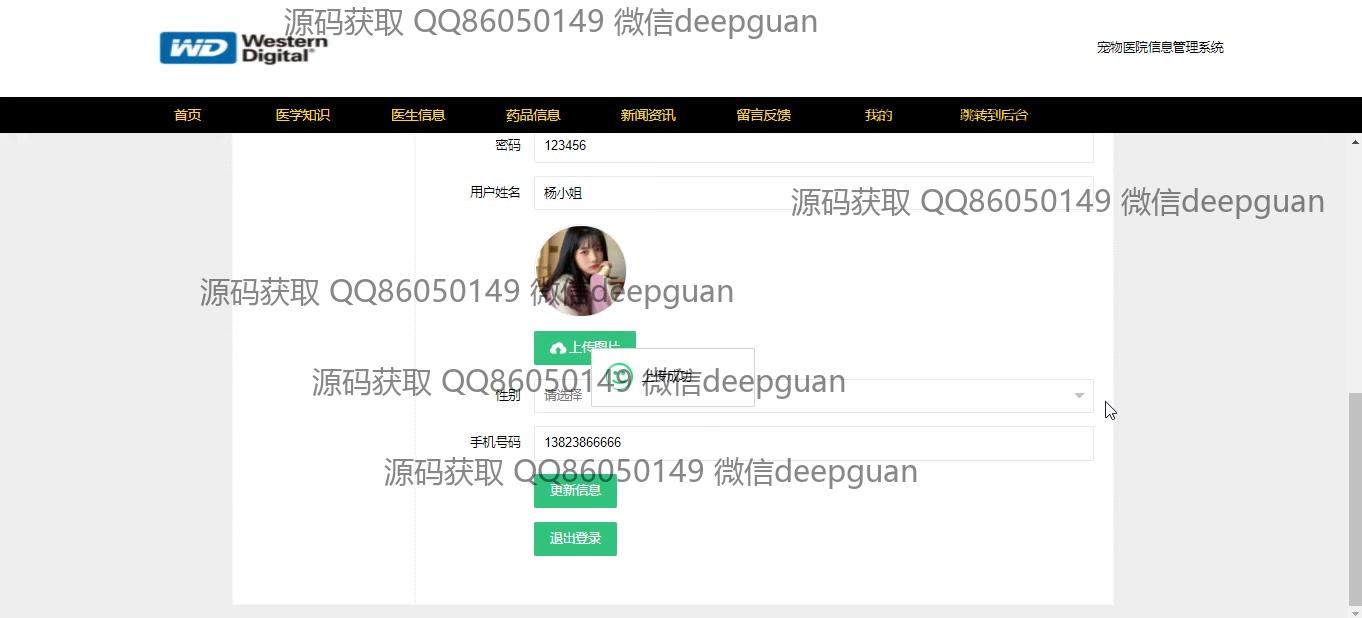 源码获取 QQ86050149 微信deepguan
WD Western
Digital
宠物医院信息管理系统
首页 医学知识 医生信息 药品信息 新闻资讯 留言反馈 我的 跳转到后台
密码 123456
用户姓名 杨小姐
源码获取 QQ86050149 微信deepguan
源码获取 QQ86050149 微信deepguan
上传图片
上传成功
源码获取 QQ86050149 微信deepguan
性别 请选择
手机号码 13823866666
源码获取 QQ86050149 微信deepguan
更新信息
退出登录